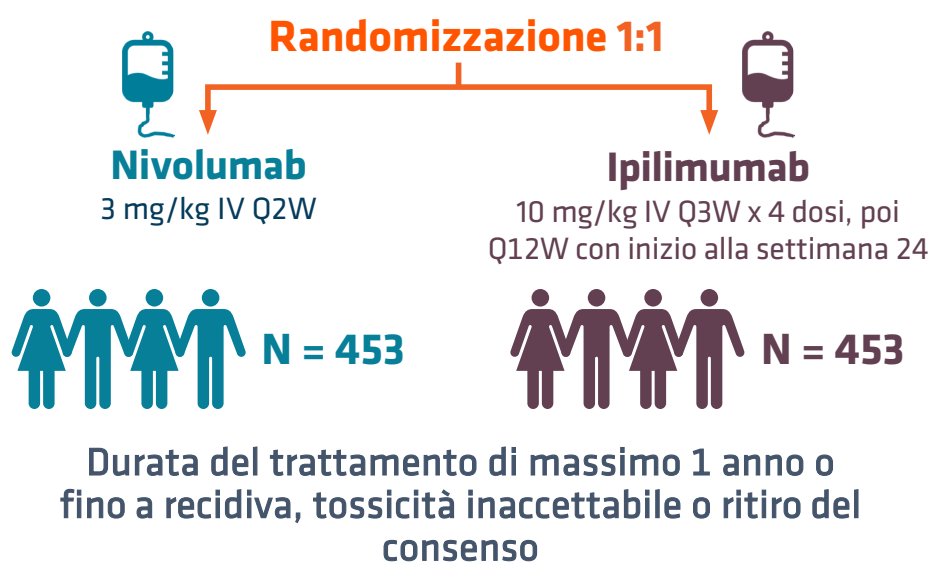 Randomizzazione 1:1
Nivolumab
3 mg/kg IV Q2W
Ipilimumab
10 mg/kg IV Q3W x 4 dosi, poi
Q12W con inizio alla settimana 24
N = 453
N = 453
Durata del trattamento di massimo 1 anno o
fino a recidiva, tossicità inaccettabile o ritiro del
consenso